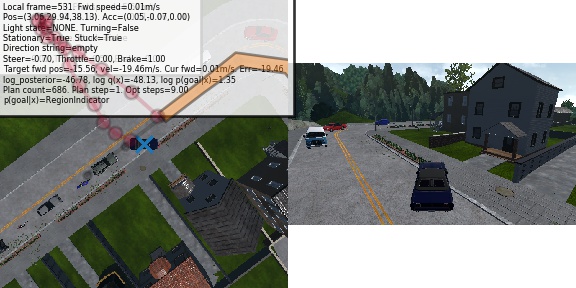 Local frame=531. Fwd speed=0.01m/s
Pos=(3.06,29.94,38.13). Acc=(0.05,-0.07,0.00)
Light state=NONE. Turning=False
Stationary=True. Stuck=True
Direction string=empty
Steer=-0.70, Throttle=0.00, Brake=1.00
Target fwd pos=-15.56, vel=-19.46m/s. Cur fwd=0.01m/s Err=-19.46
log_posterior=-46.78, log q(x)=-48.13, log p(goal|x)=1.35
Plan count=686. Plan step=1. Opt steps=9.00
p(goal|x)=RegionIndicator